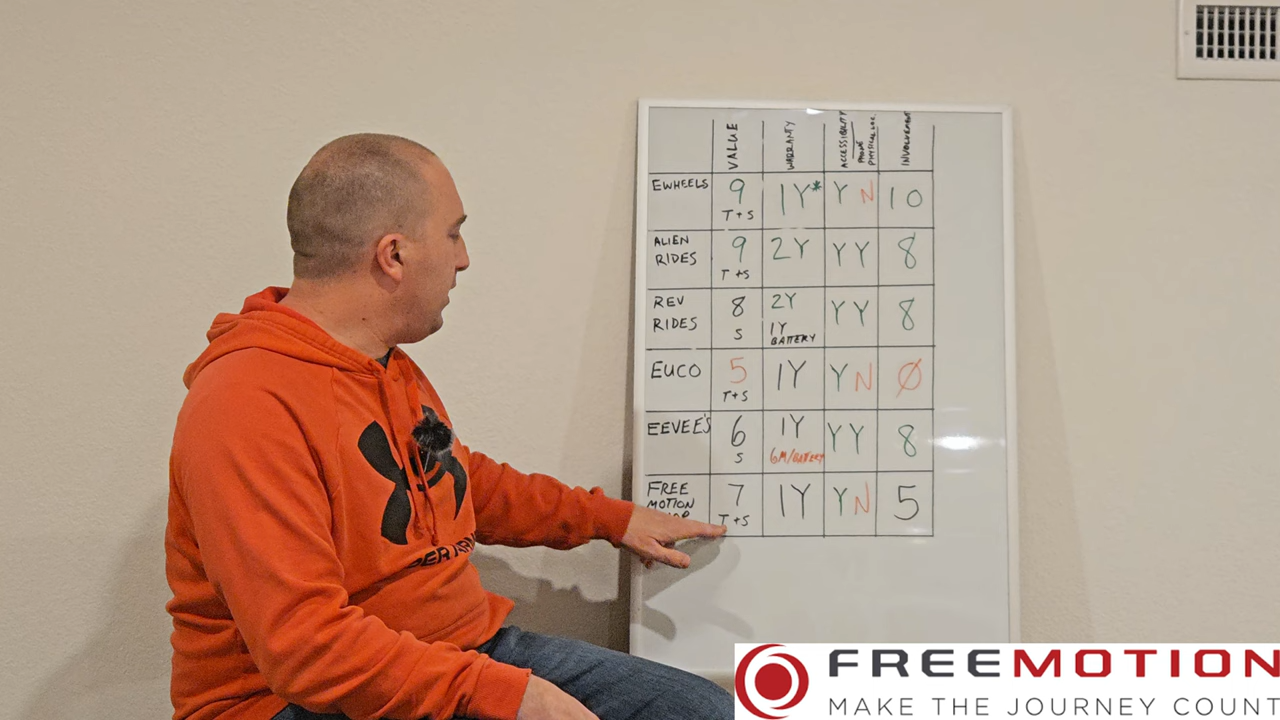 VALUE
WARRANTY
ACCESSIBILITY
PHONE
PHYSICAL LOC.
INVOLVEMENT
EWHEELS 9 1Y* Y N 10
T+S
ALIEN RIDES 9 2Y Y Y 8
T+S
REV RIDES 8 2Y Y Y 8
S 1Y BATTERY
EUCO 5 1Y Y N Ø
T+S
EEVEE'S 6 1Y Y Y 8
S 6M/BATTERY
FREE MOTION 7 1Y Y N 5
T+S
FREEMOTION
MAKE THE JOURNEY COUNT